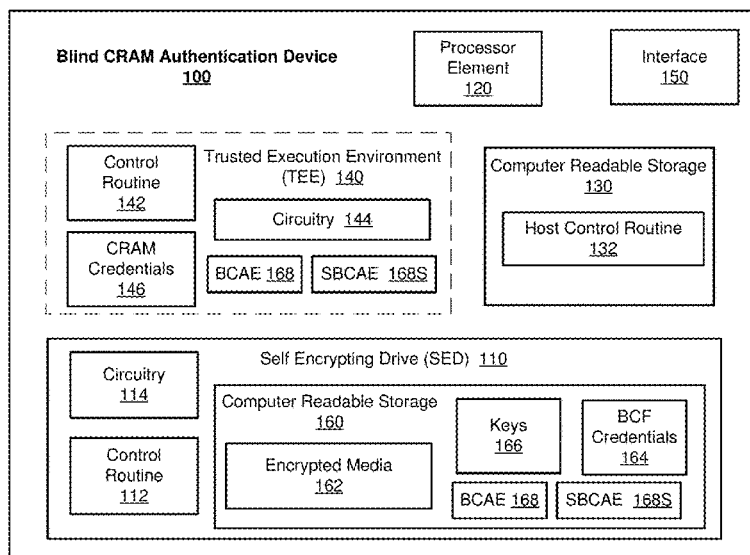 Blind CRAM Authentication Device
100
Processor
Element
120
Interface
150
Control
Routine
142
Trusted Execution Environment
(TEE) 140
Circuitry 144
CRAM
Credentials
146
BCAE 168
SBCAE 168S
Computer Readable Storage
130
Host Control Routine
132
Self Encrypting Drive (SED) 110
Circuitry
114
Control
Routine
112
Computer Readable Storage
160
Encrypted Media
162
Keys
166
BCF
Credentials
164
BCAE 168
SBCAE 168S